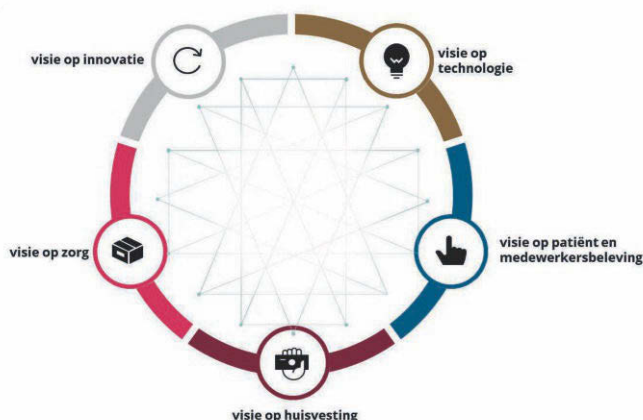 visie op innovatie
visie op
technologie
visie op zorg
visie op patiënt en
medewerkersbeleving
visie op huisvesting